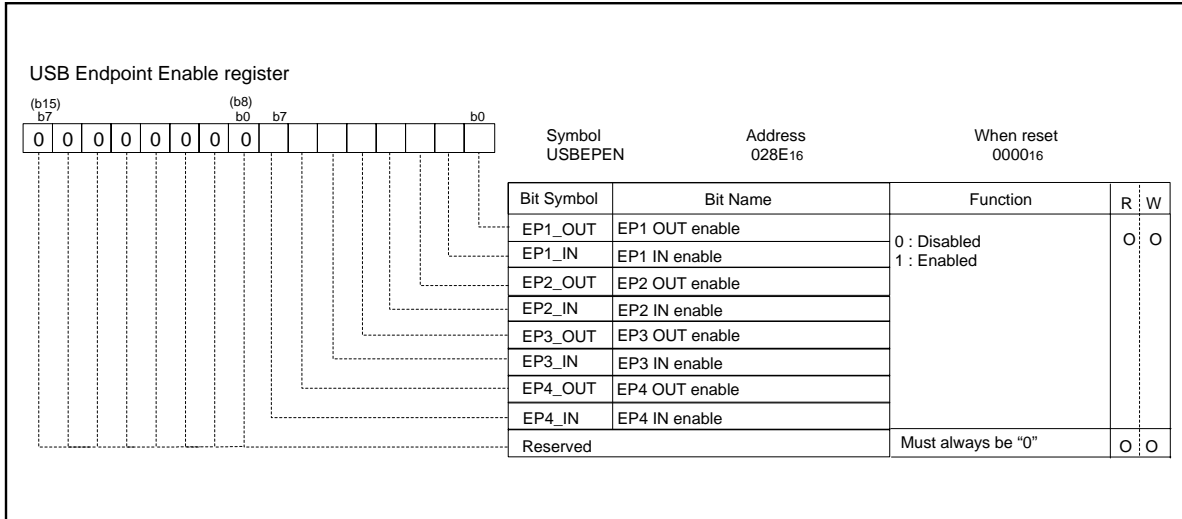 USB Endpoint Enable register
(b15) (b8)
b7 b0 b7 b0
0 0 0 0 0 0 0 0
Symbol Address When reset
USBEPEN 028E16 000016
Bit Symbol Bit Name Function R W
EP1_OUT EP1 OUT enable 0 : Disabled O O
EP1_IN EP1 IN enable 1 : Enabled
EP2_OUT EP2 OUT enable
EP2_IN EP2 IN enable
EP3_OUT EP3 OUT enable
EP3_IN EP3 IN enable
EP4_OUT EP4 OUT enable
EP4_IN EP4 IN enable
Reserved Must always be “0” O O